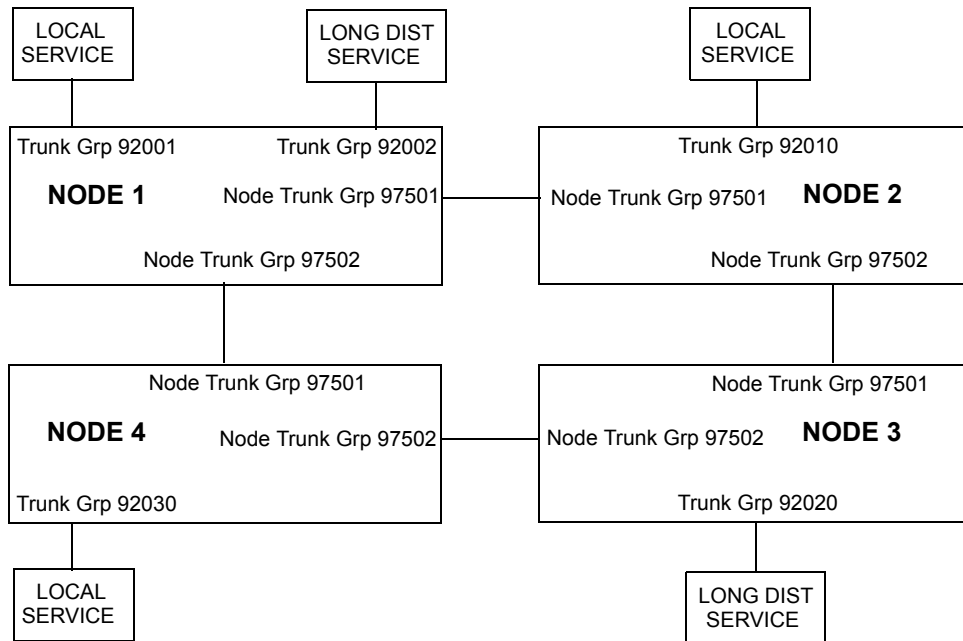 LOCAL
SERVICE
LONG DIST
SERVICE
LOCAL
SERVICE
Trunk Grp 92001
Trunk Grp 92002
NODE 1
Node Trunk Grp 97501
Node Trunk Grp 97502
Trunk Grp 92010
Node Trunk Grp 97501
NODE 2
Node Trunk Grp 97502
Node Trunk Grp 97501
NODE 4
Node Trunk Grp 97502
Trunk Grp 92030
Node Trunk Grp 97501
Node Trunk Grp 97502
NODE 3
Trunk Grp 92020
LOCAL
SERVICE
LONG DIST
SERVICE